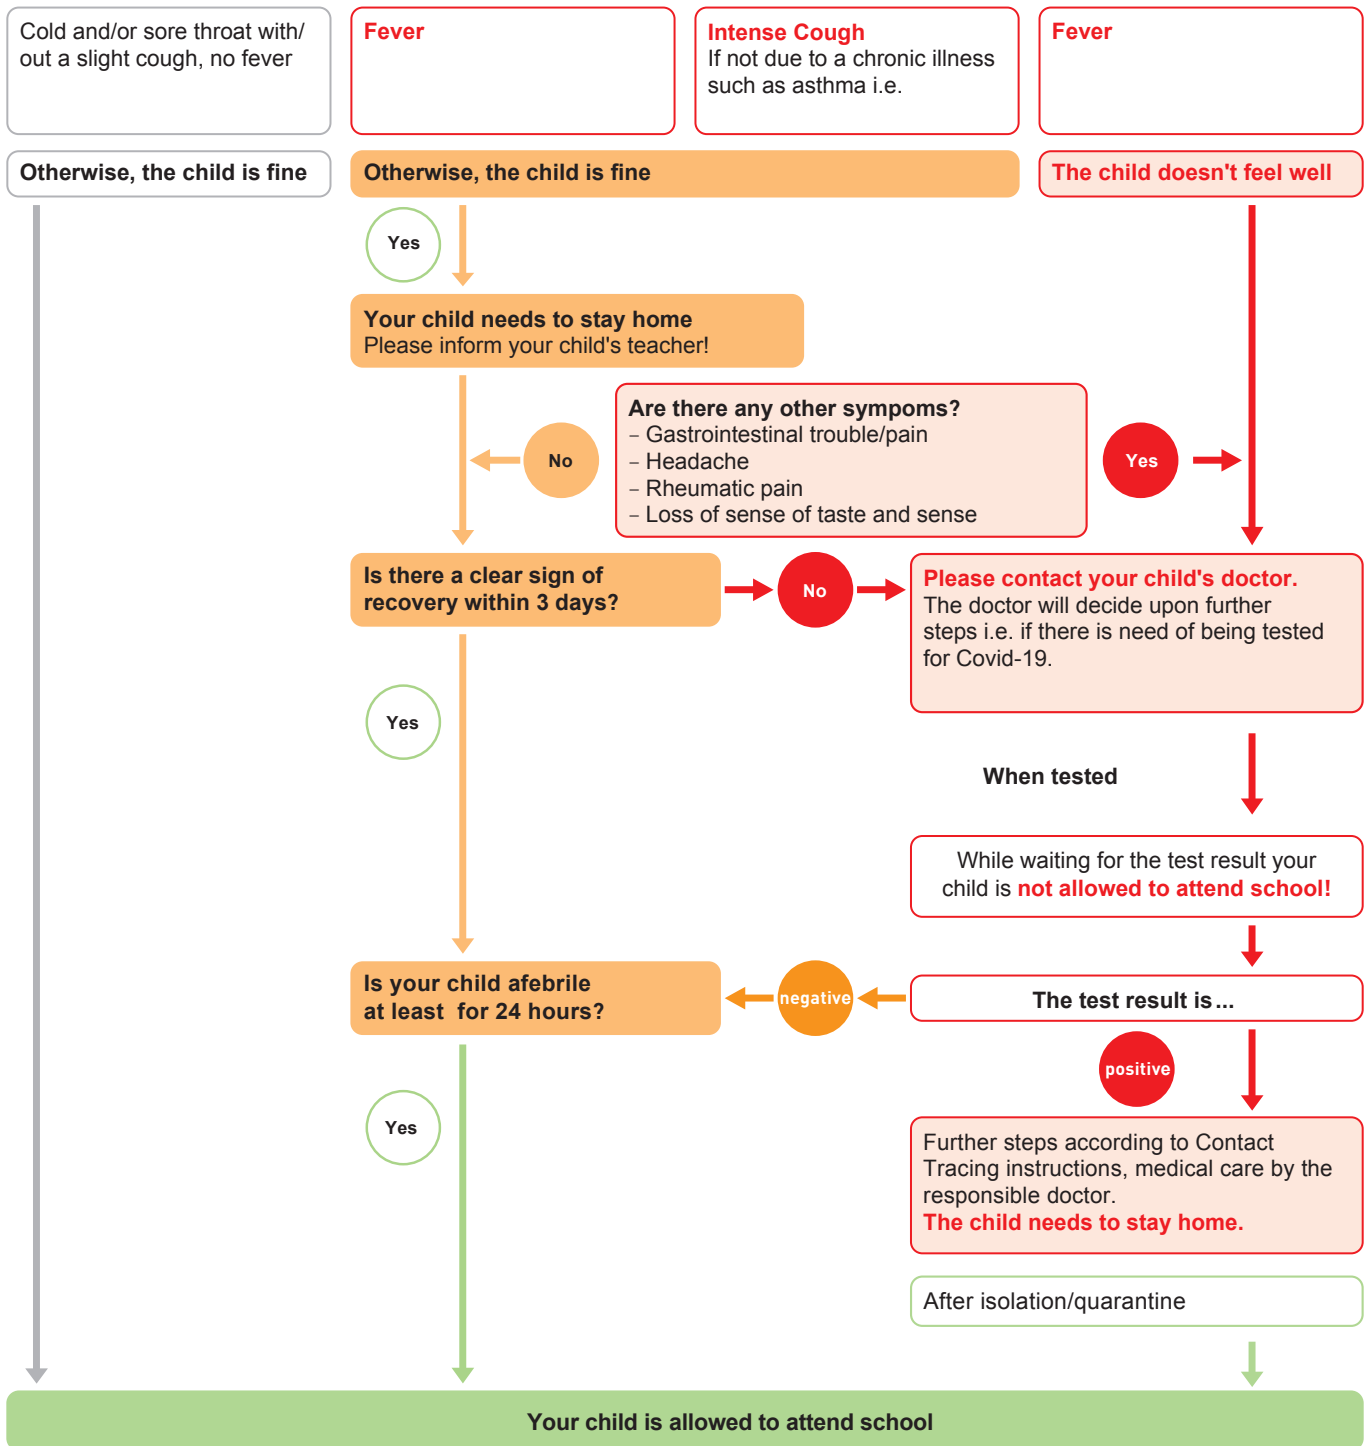 Cold and/or sore throat with/
out a slight cough, no fever
Fever
Intense Cough
If not due to a chronic illness
such as asthma i.e.
Fever
Otherwise, the child is fine
Otherwise, the child is fine
The child doesn't feel well
Yes
Your child needs to stay home
Please inform your child's teacher!
Are there any other sympoms?
– Gastrointestinal trouble/pain
– Headache
– Rheumatic pain
– Loss of sense of taste and sense
No
Yes
Is there a clear sign of
recovery within 3 days?
No
Please contact your child's doctor.
The doctor will decide upon further
steps i.e. if there is need of being tested
for Covid-19.
Yes
When tested
While waiting for the test result your
child is not allowed to attend school!
Is your child afebrile
at least for 24 hours?
negative
The test result is...
positive
Yes
Further steps according to Contact
Tracing instructions, medical care by the
responsible doctor.
The child needs to stay home.
After isolation/quarantine
Your child is allowed to attend school